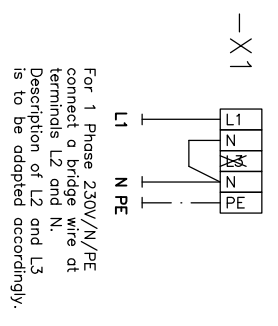 -X1
L1
N
L3
N
PE
L1
N PE
For 1 Phase 230V/N/PE
connect a bridge wire at
terminals L2 and N.
Description of L2 and L3
is to be adapted accordingly.